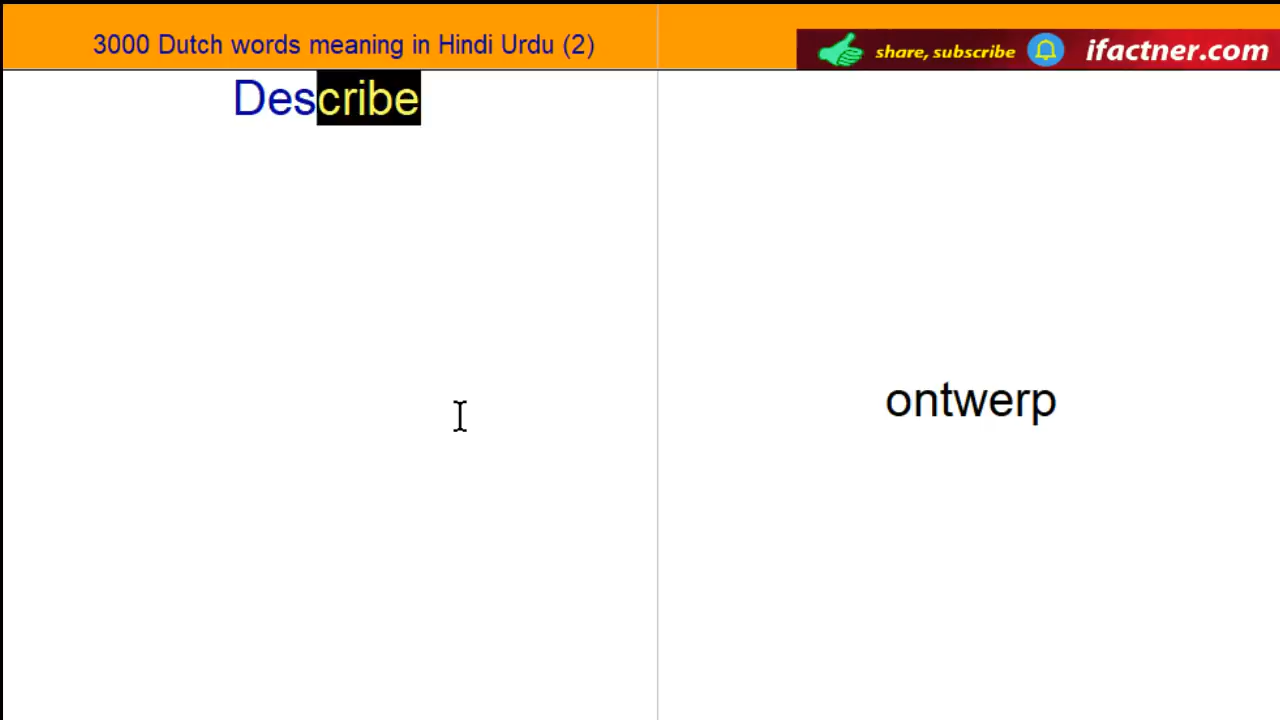 3000 Dutch words meaning in Hindi Urdu (2)
share, subscribe ifactner.com
Describe
ontwerp